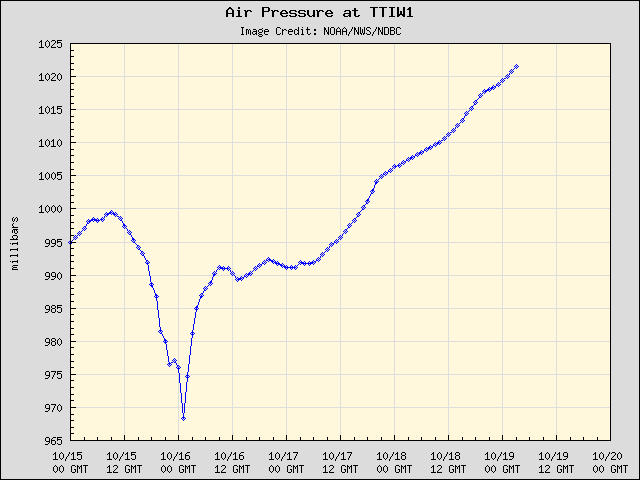 Air Pressure at TTIW1
Image Credit: NOAA/NWS/NDBC
millibars
1025
1020
1015
1010
1005
1000
995
990
985
980
975
970
965
10/15 10/15 10/16 10/16 10/17 10/17 10/18 10/18 10/19 10/19 10/20
00 GMT 12 GMT 00 GMT 12 GMT 00 GMT 12 GMT 00 GMT 12 GMT 00 GMT 12 GMT 00 GMT